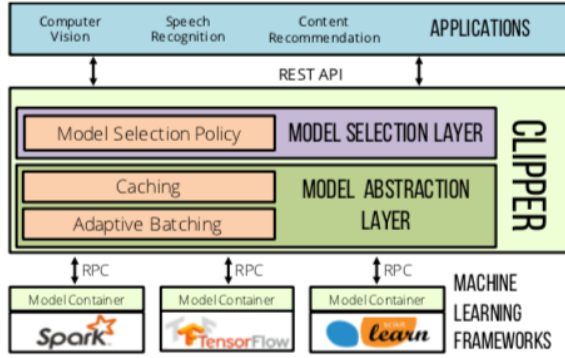 Computer Vision
Speech Recognition
Content Recommendation
APPLICATIONS
REST API
Model Selection Policy
MODEL SELECTION LAYER
CLIPPER
Caching
Adaptive Batching
MODEL ABSTRACTION
LAYER
RPC
RPC
RPC
Model Container
Model Container
Model Container
MACHINE
LEARNING
FRAMEWORKS
Spark
TensorFlow
learn